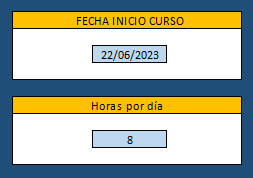 FECHA INICIO CURSO
22/06/2023
Horas por día
8